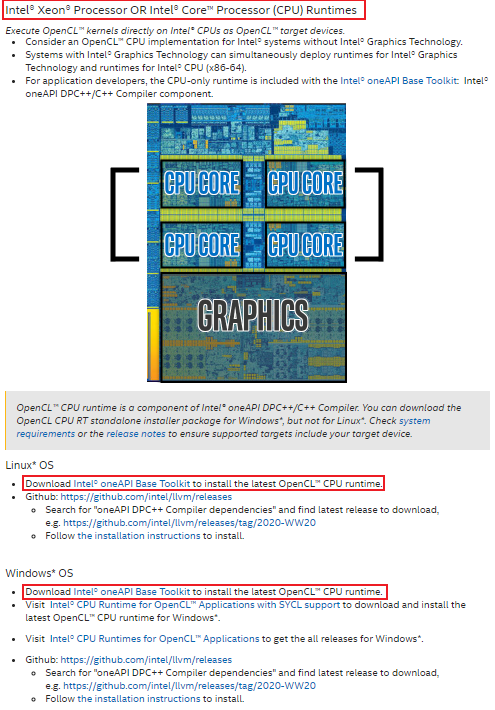 Intel® Xeon® Processor OR Intel® Core™ Processor (CPU) Runtimes
Execute OpenCL™ kernels directly on Intel® CPUs as OpenCL™ target devices.
• Consider an OpenCL™ CPU implementation for Intel® systems without Intel® Graphics Technology.
• Systems with Intel® Graphics Technology can simultaneously deploy runtimes for Intel® Graphics
Technology and runtimes for Intel® CPU (x86-64).
• For application developers, the CPU-only runtime is included with the Intel® oneAPI Base Toolkit: Intel®
oneAPI DPC++/C++ Compiler component.
CPU CORE CPU CORE
CPU CORE CPU CORE
GRAPHICS
OpenCL™ CPU runtime is a component of Intel® oneAPI DPC++/C++ Compiler. You can download the
OpenCL CPU RT standalone installer package for Windows*, but not for Linux*. Check system
requirements or the release notes to ensure supported targets include your target device.
Linux* OS
• Download Intel® oneAPI Base Toolkit to install the latest OpenCL™ CPU runtime.
• Github: https://github.com/intel/llvm/releases
○ Search for "oneAPI DPC++ Compiler dependencies" and find latest release to download,
e.g. https://github.com/intel/llvm/releases/tag/2020-WW20
○ Follow the installation instructions to install.
Windows* OS
• Download Intel® oneAPI Base Toolkit to install the latest OpenCL™ CPU runtime.
• Visit Intel® CPU Runtime for OpenCL™ Applications with SYCL support to download and install the
latest OpenCL™ CPU runtime for Windows*.
• Visit Intel® CPU Runtimes for OpenCL™ Applications to get the all releases for Windows*.
• Github: https://github.com/intel/llvm/releases
○ Search for "oneAPI DPC++ Compiler dependencies" and find latest release to download,
e.g. https://github.com/intel/llvm/releases/tag/2020-WW20
○ Follow the installation instructions to install.